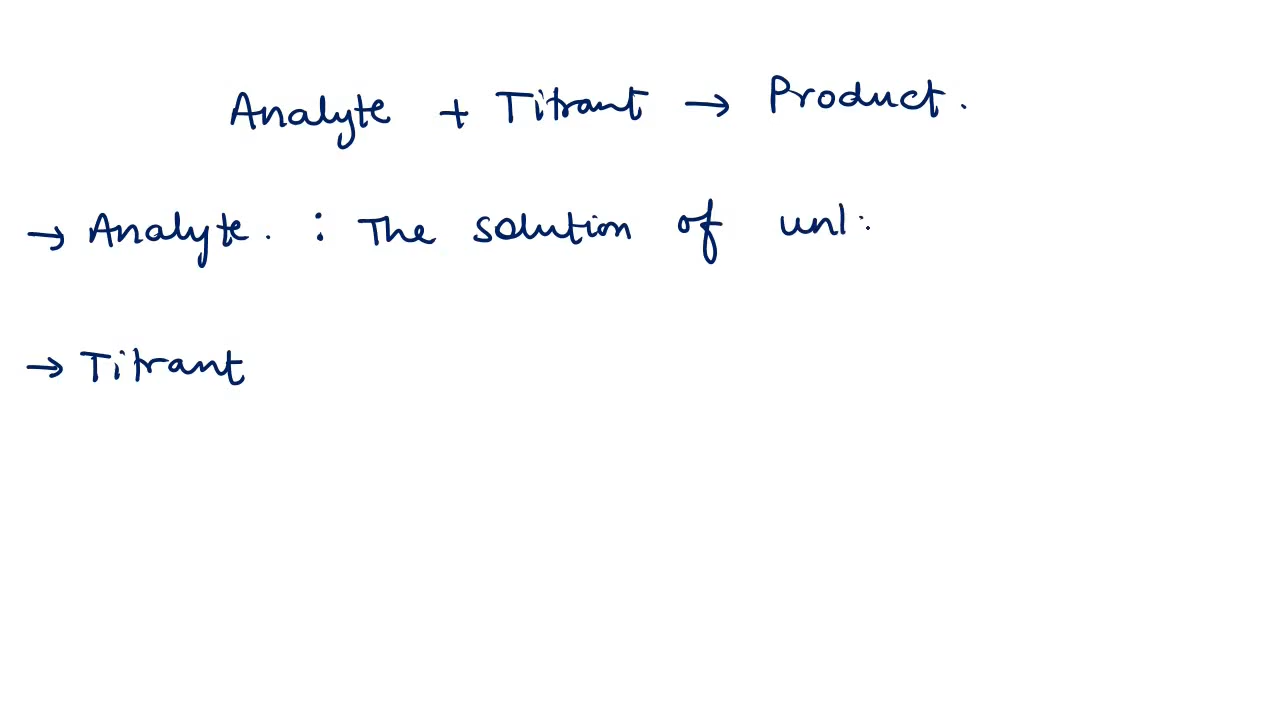 Analyte + Titrant → Product.
→ Analyte. : The solution of
→ Titrant